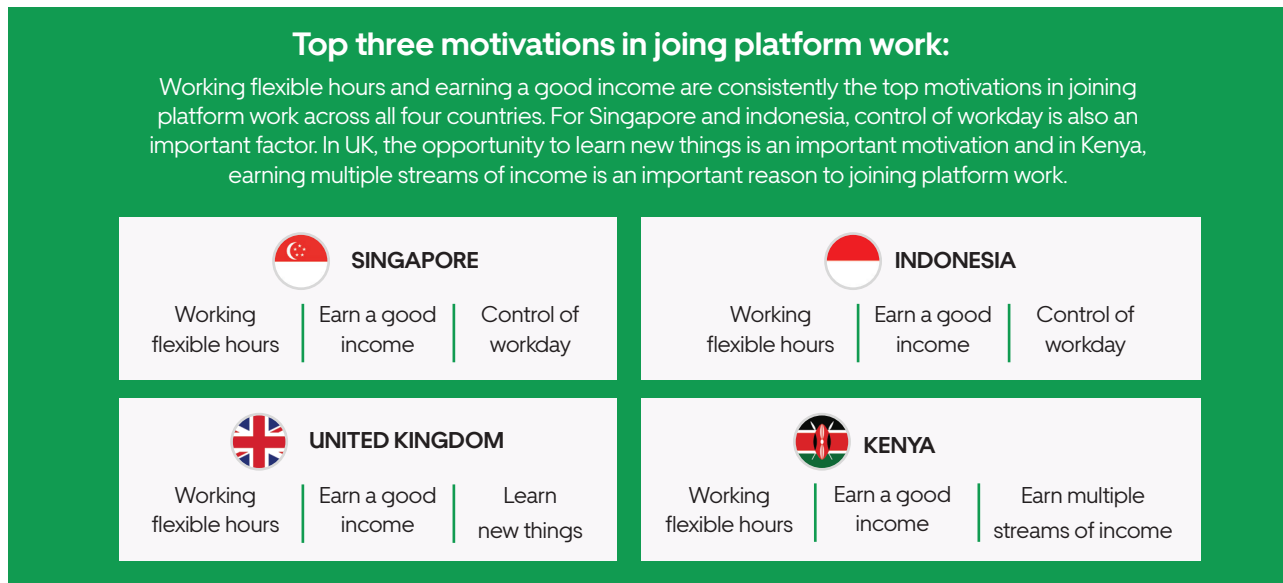 Top three motivations in joing platform work:
Working flexible hours and earning a good income are consistently the top motivations in joining
platform work across all four countries. For Singapore and indonesia, control of workday is also an
important factor. In UK, the opportunity to learn new things is an important motivation and in Kenya,
earning multiple streams of income is an important reason to joining platform work.
SINGAPORE
Working
flexible hours
Earn a good
income
Control of
workday
INDONESIA
Working
flexible hours
Earn a good
income
Control of
workday
UNITED KINGDOM
Working
flexible hours
Earn a good
income
Learn
new things
KENYA
Working
flexible hours
Earn a good
income
Earn multiple
streams of income